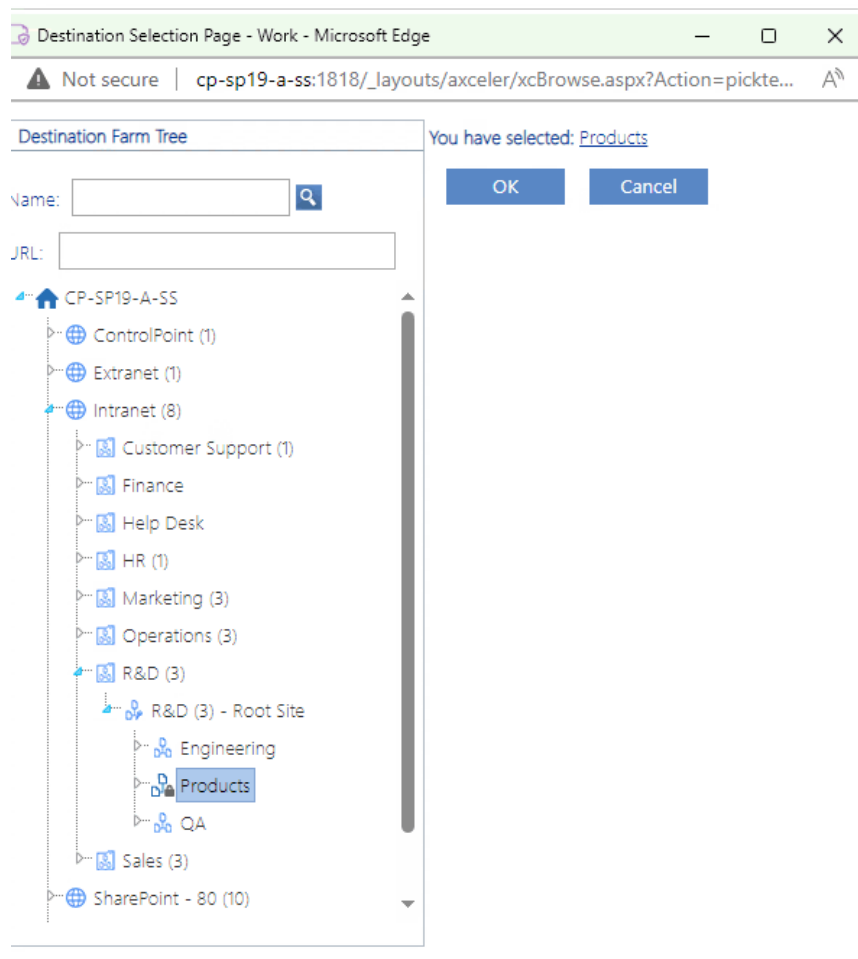 Destination Selection Page - Work - Microsoft Edge
Not secure | cp-sp19-a-ss:1818/_layouts/axceler/xcBrowse.aspx?Action=pickte... A
Destination Farm Tree
You have selected: Products
OK Cancel
Name:
URL:
CP-SP19-A-SS
ControlPoint (1)
Extranet (1)
Intranet (8)
Customer Support (1)
Finance
Help Desk
HR (1)
Marketing (3)
Operations (3)
R&D (3)
R&D (3) - Root Site
Engineering
Products
QA
Sales (3)
SharePoint - 80 (10)